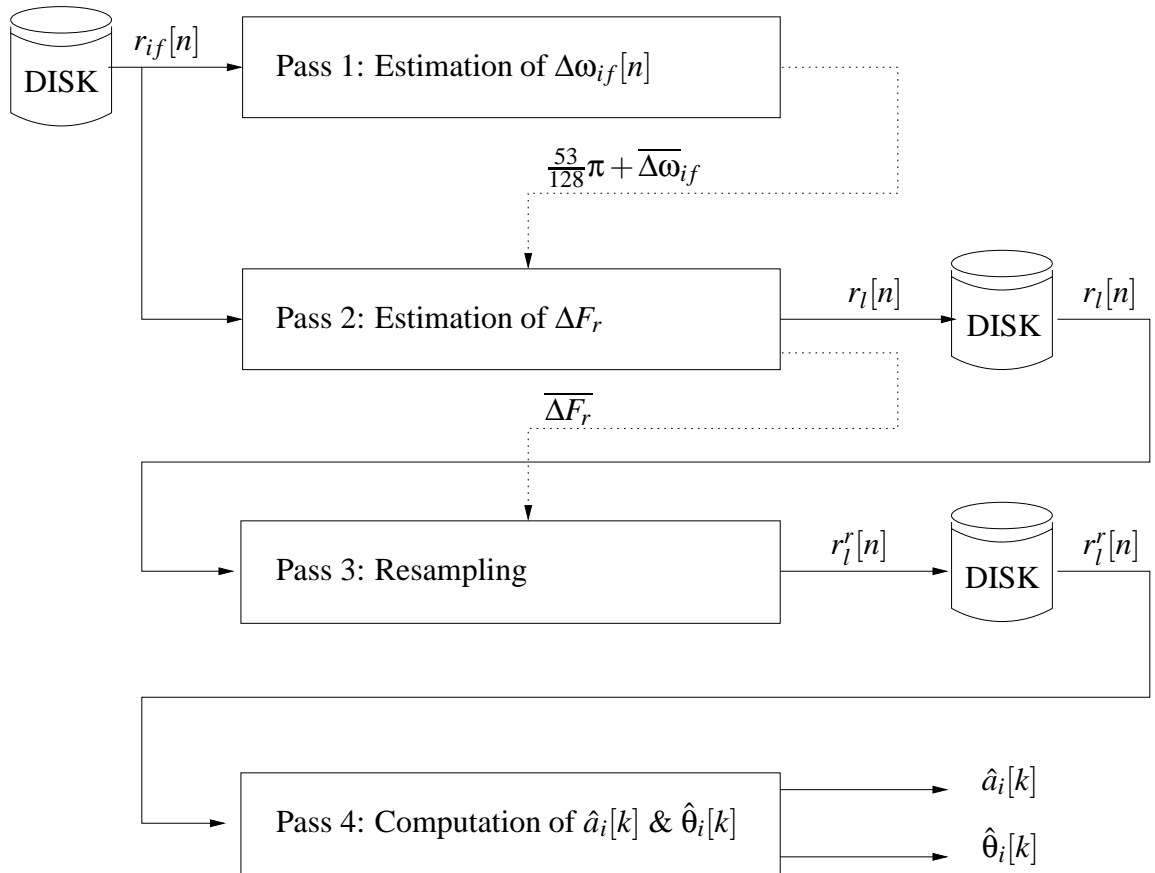 r_{if}[n]
DISK
Pass 1: Estimation of Δω_{if}[n]
\frac{53}{128}π + \overline{Δω}_{if}
Pass 2: Estimation of ΔF_r
r_l[n]
DISK
r_l[n]
\overline{ΔF_r}
Pass 3: Resampling
r_l^r[n]
DISK
r_l^r[n]
Pass 4: Computation of â_i[k] & θ̂_i[k]
â_i[k]
θ̂_i[k]